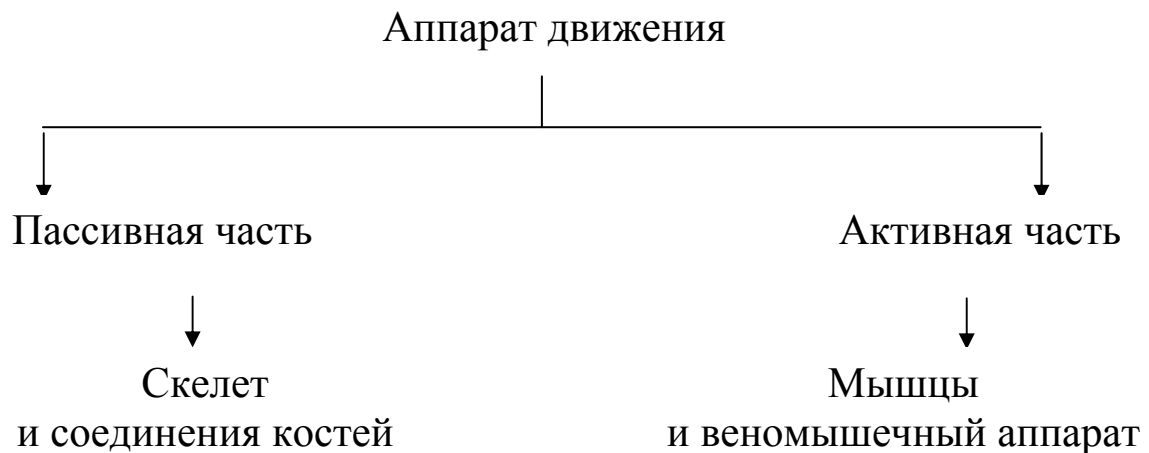 Аппарат движения
Пассивная часть
Активная часть
Скелет
и соединения костей
Мышцы
и веномышечный аппарат